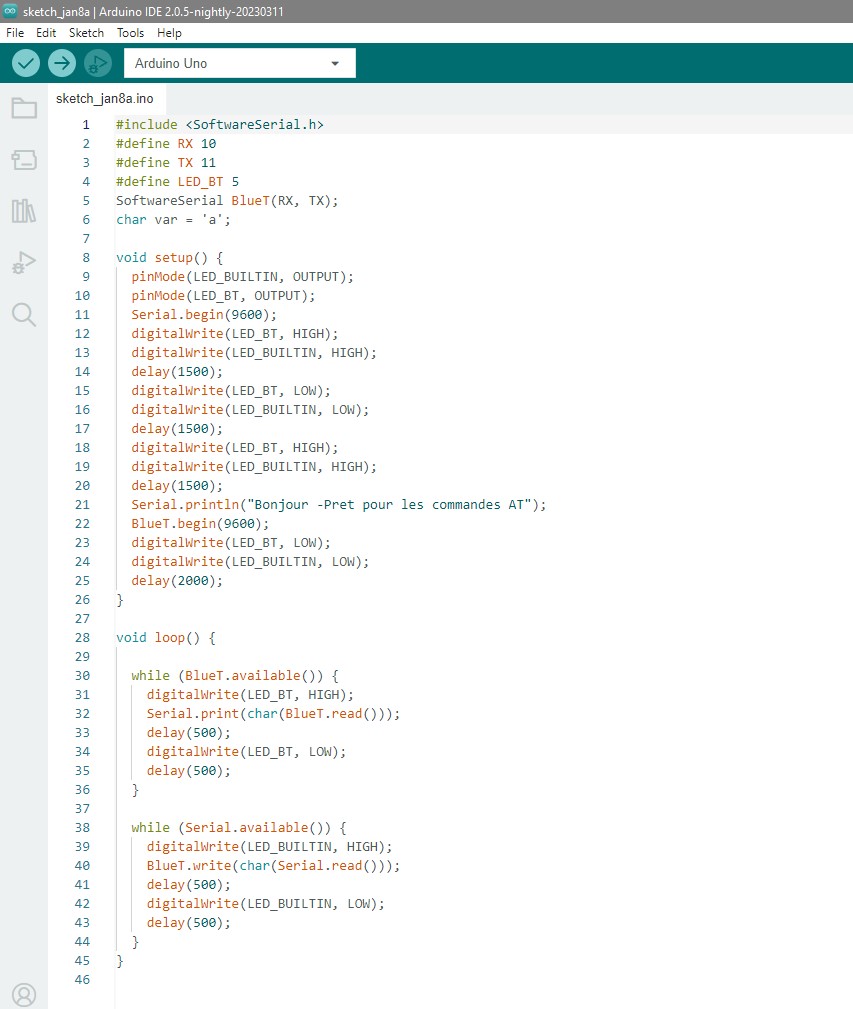 sketch_jan8a | Arduino IDE 2.0.5-nightly-20230311
File Edit Sketch Tools Help
Arduino Uno
sketch_jan8a.ino
1 #include <SoftwareSerial.h>
2 #define RX 10
3 #define TX 11
4 #define LED_BT 5
5 SoftwareSerial BlueT(RX, TX);
6 char var = 'a';
7
8 void setup() {
9 pinMode(LED_BUILTIN, OUTPUT);
10 pinMode(LED_BT, OUTPUT);
11 Serial.begin(9600);
12 digitalWrite(LED_BT, HIGH);
13 digitalWrite(LED_BUILTIN, HIGH);
14 delay(1500);
15 digitalWrite(LED_BT, LOW);
16 digitalWrite(LED_BUILTIN, LOW);
17 delay(1500);
18 digitalWrite(LED_BT, HIGH);
19 digitalWrite(LED_BUILTIN, HIGH);
20 delay(1500);
21 Serial.println("Bonjour -Pret pour les commandes AT");
22 BlueT.begin(9600);
23 digitalWrite(LED_BT, LOW);
24 digitalWrite(LED_BUILTIN, LOW);
25 delay(2000);
26 }
27
28 void loop() {
29
30 while (BlueT.available()) {
31 digitalWrite(LED_BT, HIGH);
32 Serial.print(char(BlueT.read()));
33 delay(500);
34 digitalWrite(LED_BT, LOW);
35 delay(500);
36 }
37
38 while (Serial.available()) {
39 digitalWrite(LED_BUILTIN, HIGH);
40 BlueT.write(char(Serial.read()));
41 delay(500);
42 digitalWrite(LED_BUILTIN, LOW);
43 delay(500);
44 }
45 }
46